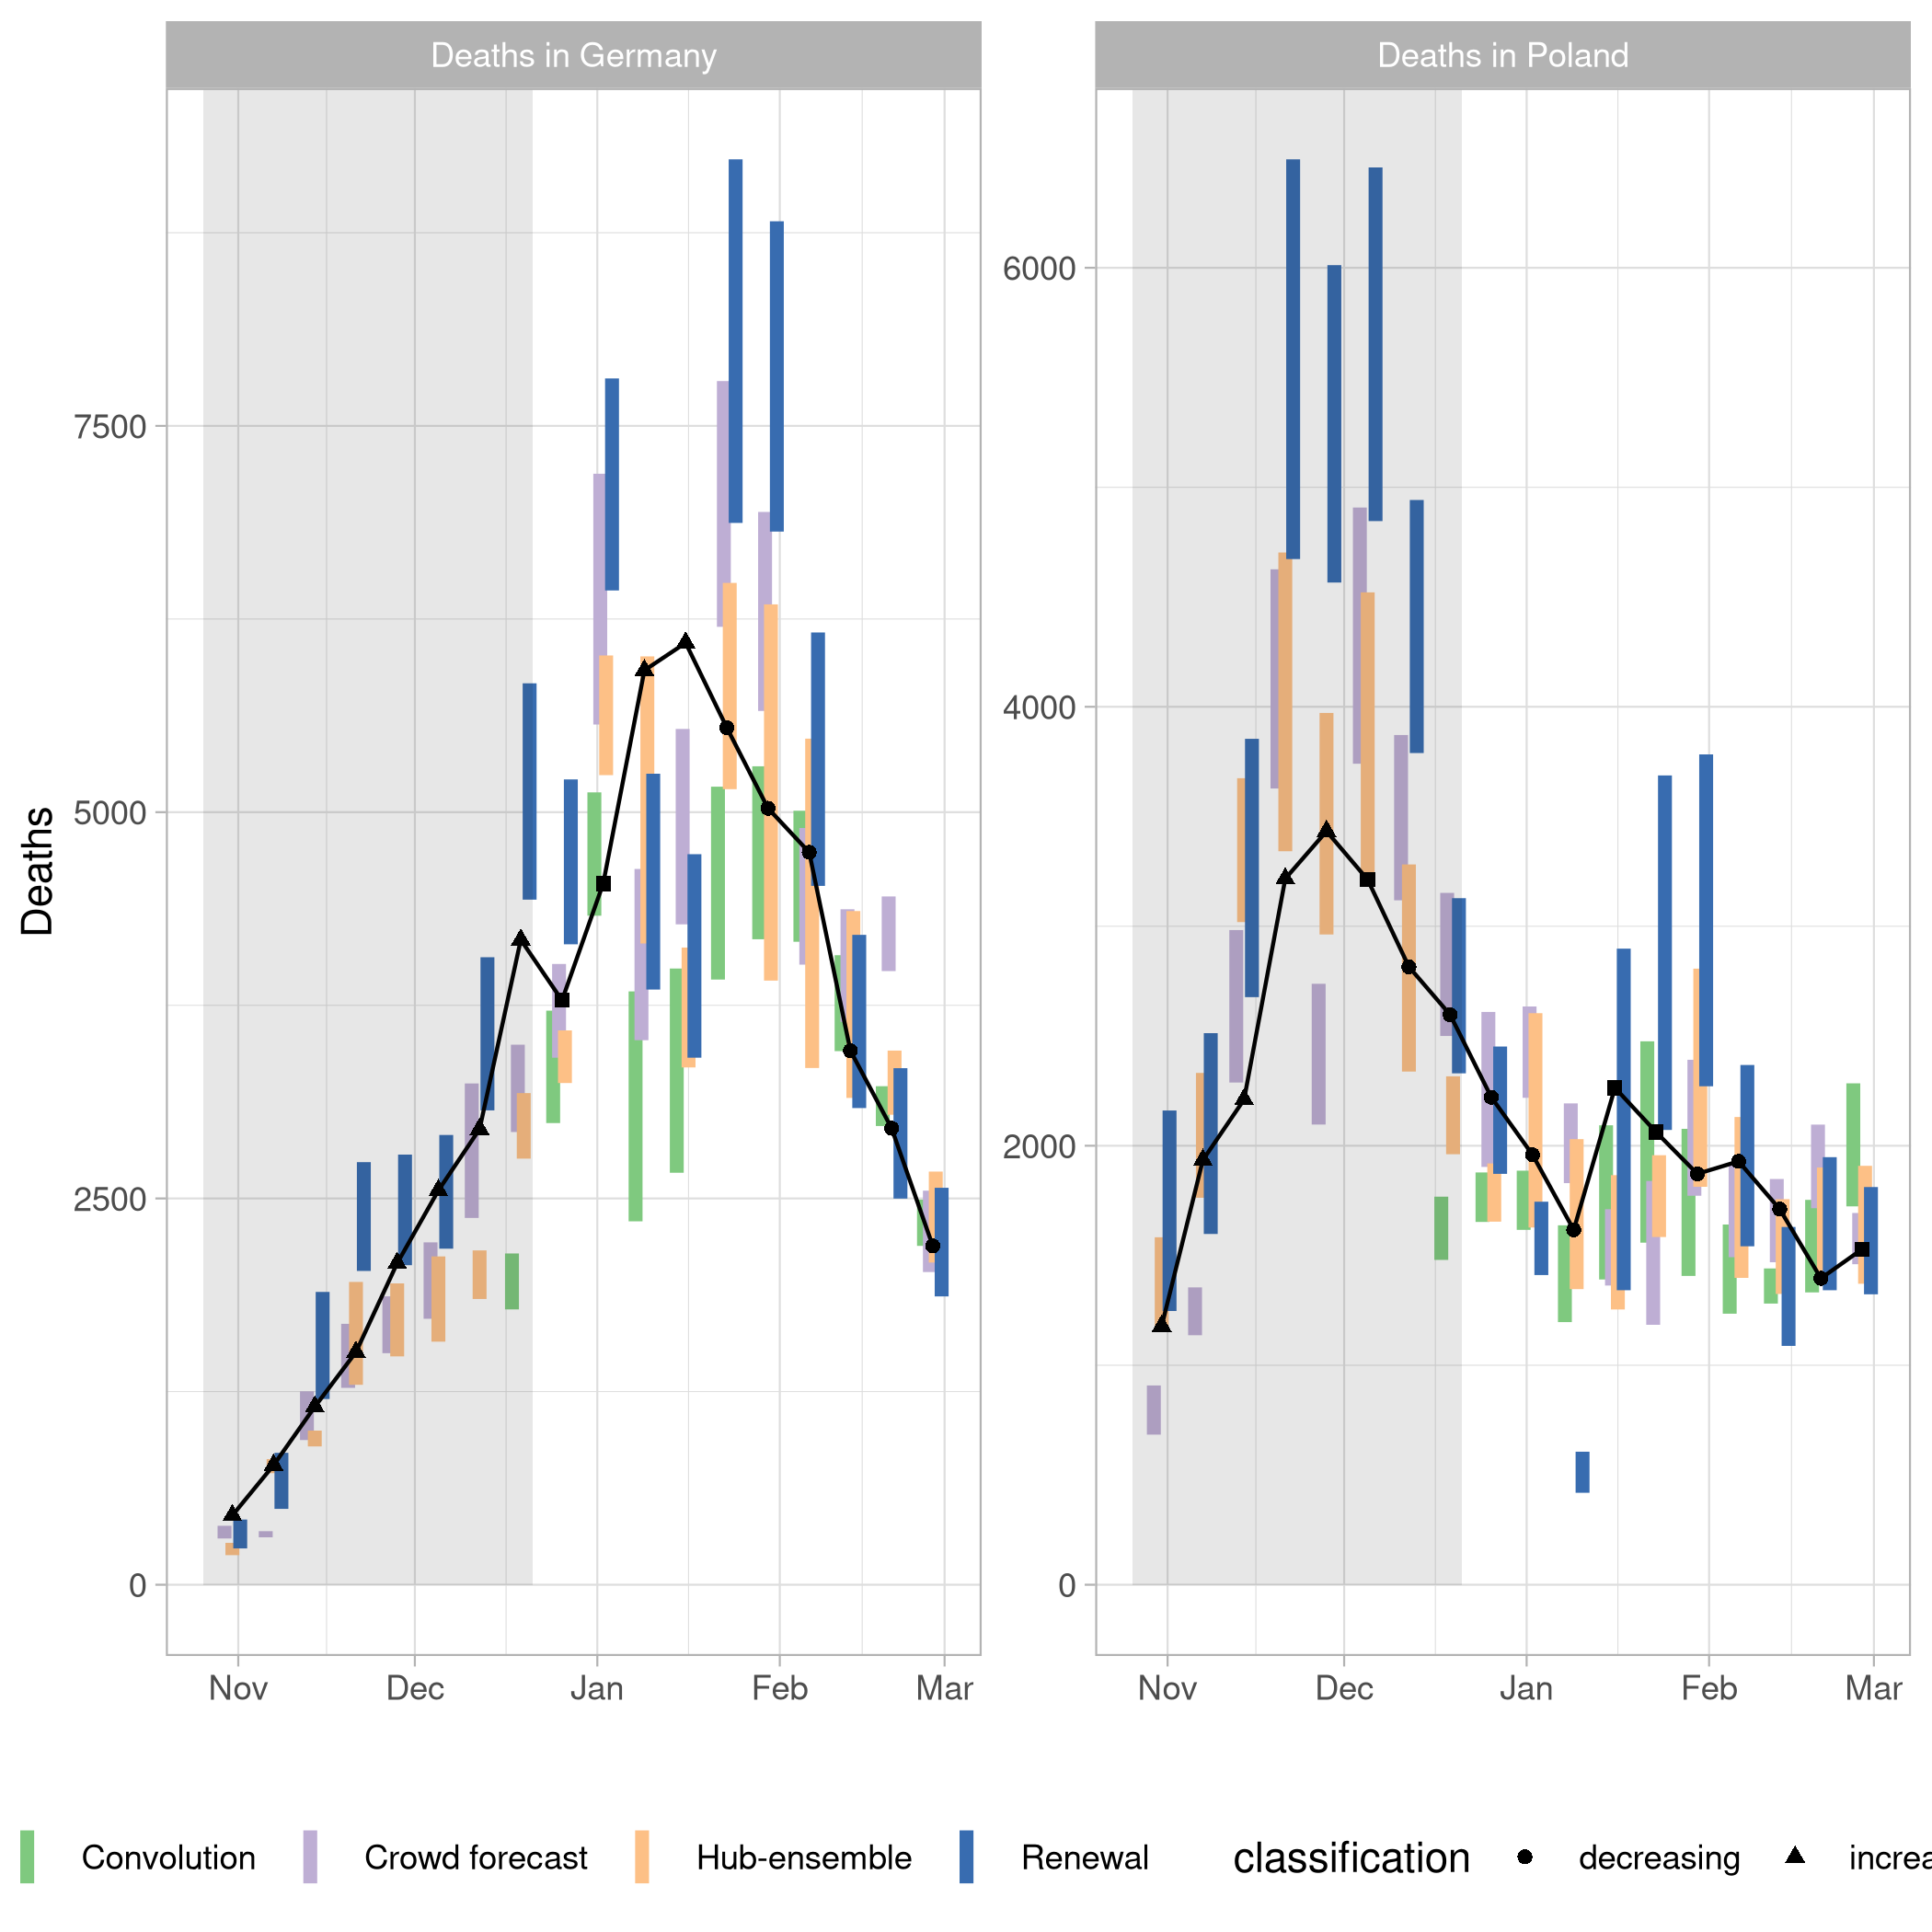 Deaths in Germany
Deaths in Poland
Deaths
7500
5000
2500
0
6000
4000
2000
0
Nov Dec Jan Feb Mar
Nov Dec Jan Feb Mar
Convolution Crowd forecast Hub-ensemble Renewal classification decreasing increa